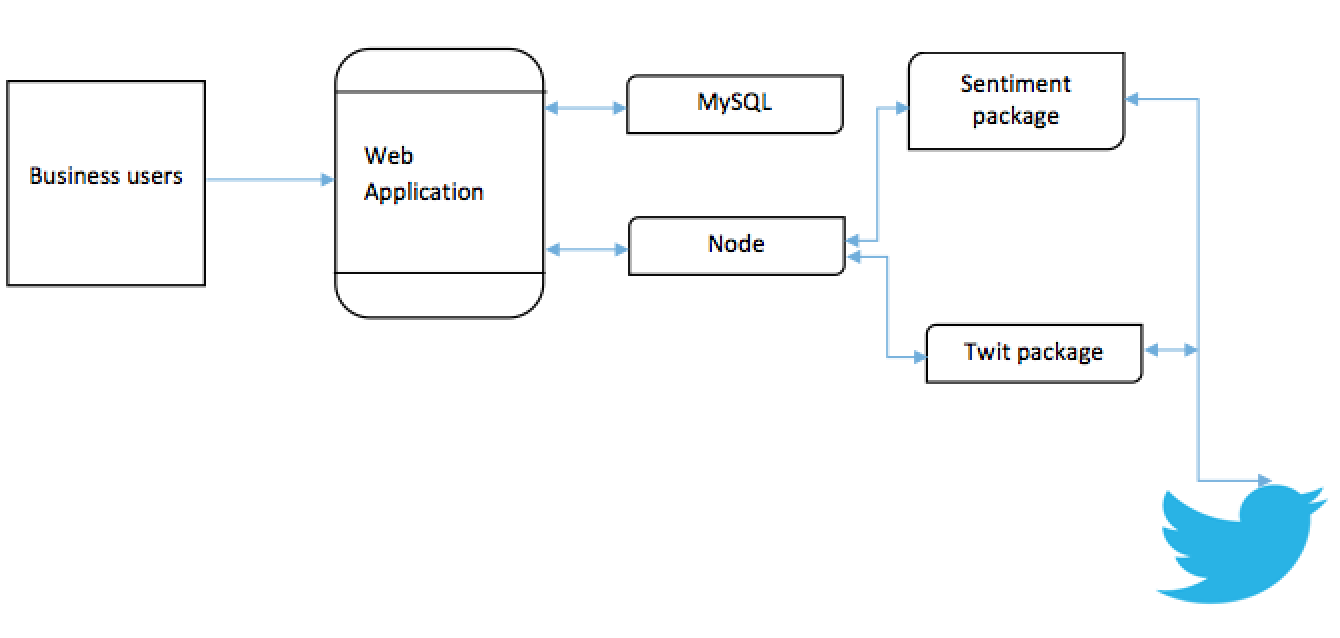 Business users
Web
Application
MySQL
Node
Sentiment
package
Twit package